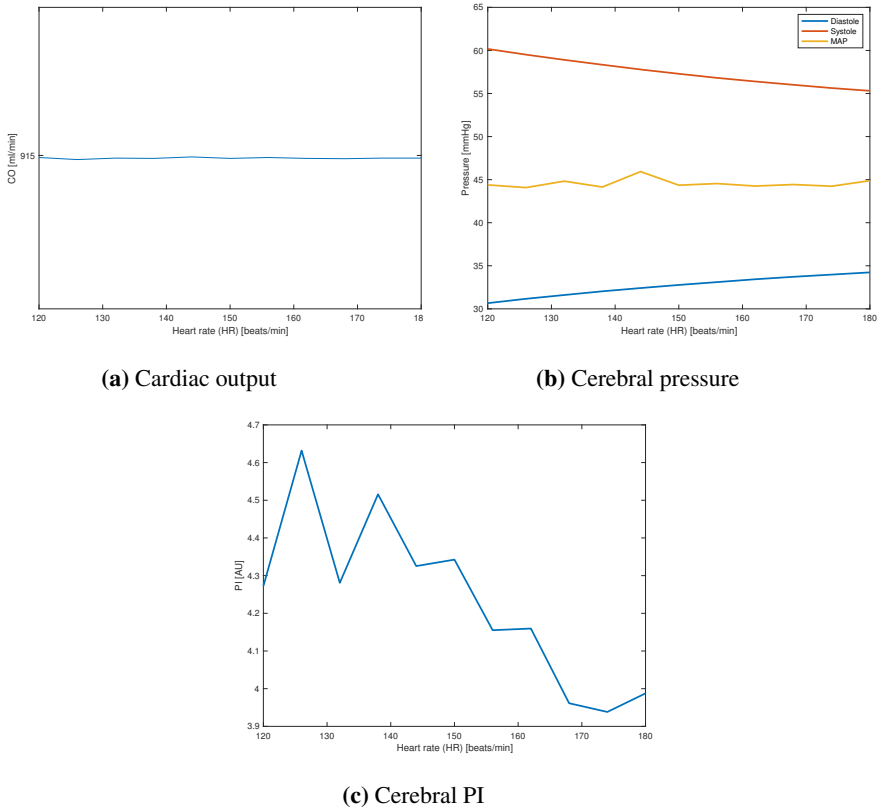 CO [ml/min]
915
120 130 140 150 160 170 18
Heart rate (HR) [beats/min]
(a) Cardiac output
Diastole
Systole
MAP
Pressure [mmHg]
65
60
55
50
45
40
35
30
120 130 140 150 160 170 180
Heart rate (HR) [beats/min]
(b) Cerebral pressure
PI [AU]
4.7
4.6
4.5
4.4
4.3
4.2
4.1
4
3.9
120 130 140 150 160 170 180
Heart rate (HR) [beats/min]
(c) Cerebral PI